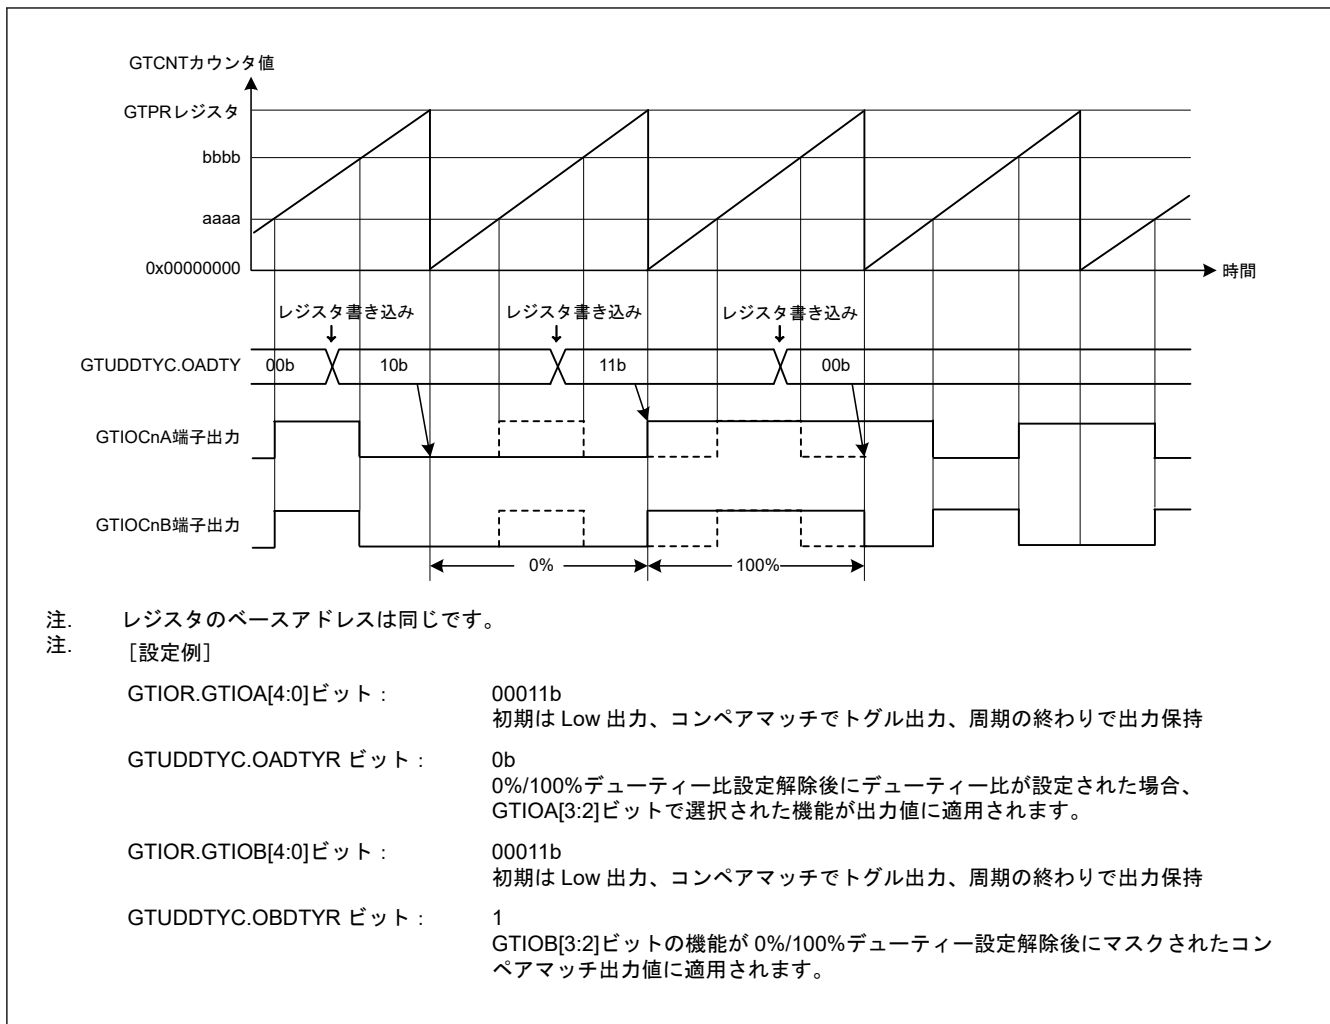 GTCNTカウンタ値
GTPRレジスタ
bbbb
aaaa
0x00000000
時間
レジスタ書き込み レジスタ書き込み レジスタ書き込み
GTUDDTYC.OADTY 00b 10b 11b 00b
GTIOCnA端子出力
GTIOCnB端子出力
0% 100%
注. レジスタのベースアドレスは同じです。
注. ［設定例］
GTIOR.GTIOA[4:0]ビット： 00011b
初期は Low 出力、コンペアマッチでトグル出力、周期の終わりで出力保持
GTUDDTYC.OADTYR ビット： 0b
0%/100%デューティー比設定解除後にデューティー比が設定された場合、
GTIOA[3:2]ビットで選択された機能が出力値に適用されます。
GTIOR.GTIOB[4:0]ビット： 00011b
初期は Low 出力、コンペアマッチでトグル出力、周期の終わりで出力保持
GTUDDTYC.OBDTYR ビット： 1
GTIOB[3:2]ビットの機能が 0%/100%デューティー設定解除後にマスクされたコン
ペアマッチ出力値に適用されます。